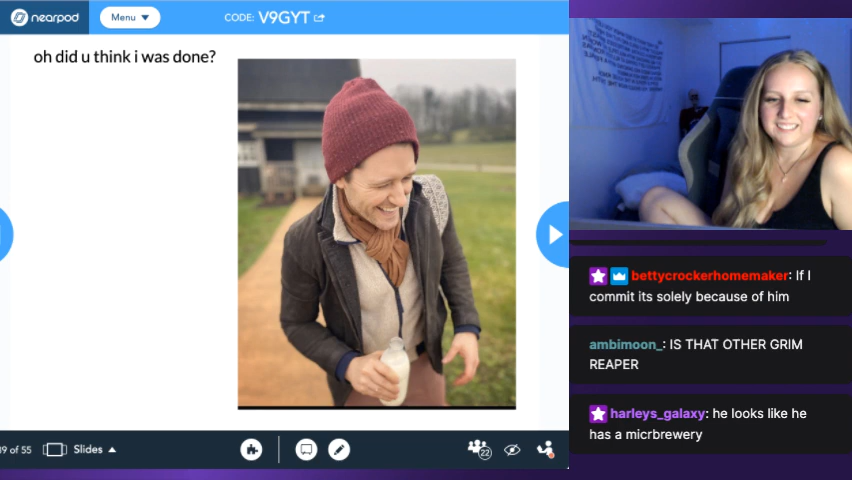 nearpod
Menu
CODE: V9GYT
oh did u think i was done?
bettycrockerhomemaker: If I
commit its solely because of him
ambimoon_: IS THAT OTHER GRIM
REAPER
harleys_galaxy: he looks like he
has a micrbrewery
39 of 55
Slides
22